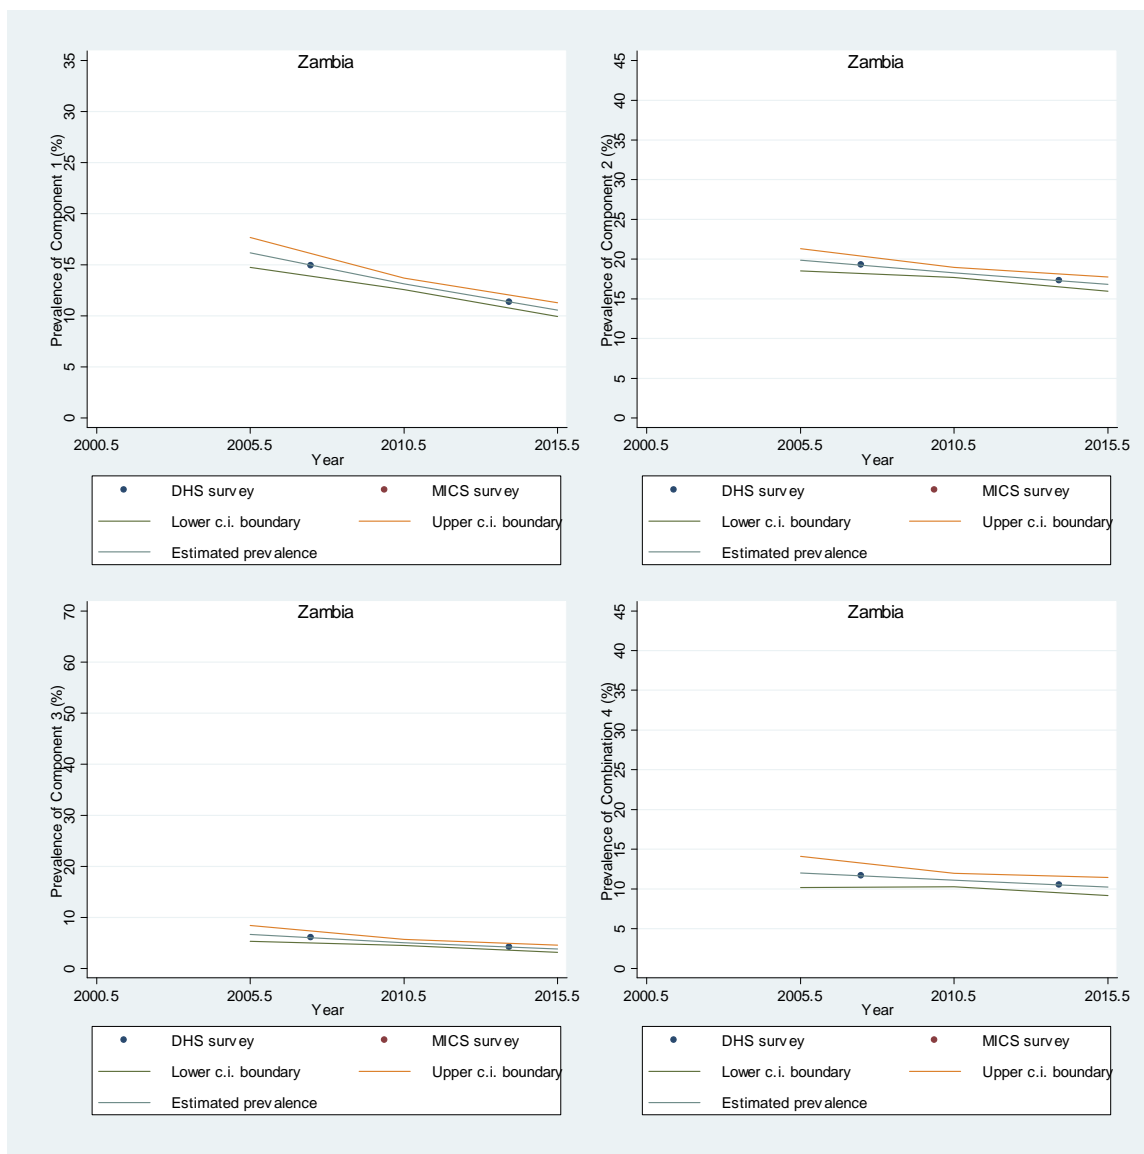 Zambia
Prevalence of Component 1 (%)
35
30
25
20
15
10
5
0
2000.5 2005.5 2010.5 2015.5
Year
DHS survey MICS survey
Lower c.i. boundary Upper c.i. boundary
Estimated prevalence
Zambia
Prevalence of Component 2 (%)
45
40
35
30
25
20
15
10
5
0
2000.5 2005.5 2010.5 2015.5
Year
DHS survey MICS survey
Lower c.i. boundary Upper c.i. boundary
Estimated prevalence
Zambia
Prevalence of Component 3 (%)
70
60
50
40
30
20
10
0
2000.5 2005.5 2010.5 2015.5
Year
DHS survey MICS survey
Lower c.i. boundary Upper c.i. boundary
Estimated prevalence
Zambia
Prevalence of Combination 4 (%)
45
40
35
30
25
20
15
10
5
0
2000.5 2005.5 2010.5 2015.5
Year
DHS survey MICS survey
Lower c.i. boundary Upper c.i. boundary
Estimated prevalence